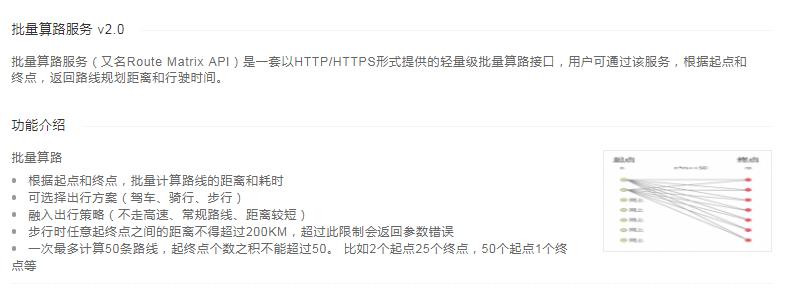 批量算路服务 v2.0
批量算路服务（又名Route Matrix API）是一套以HTTP/HTTPS形式提供的轻量级批量算路接口，用户可通过该服务，根据起点和
终点，返回路线规划距离和行驶时间。
功能介绍
批量算路
根据起点和终点，批量计算路线的距离和耗时
可选择出行方案（驾车、骑行、步行）
融入出行策略（不走高速、常规路线、距离较短）
步行时任意起终点之间的距离不得超过200KM，超过此限制会返回参数错误
一次最多计算50条路线，起终点个数之积不能超过50。 比如2个起点25个终点，50个起点1个终
点等